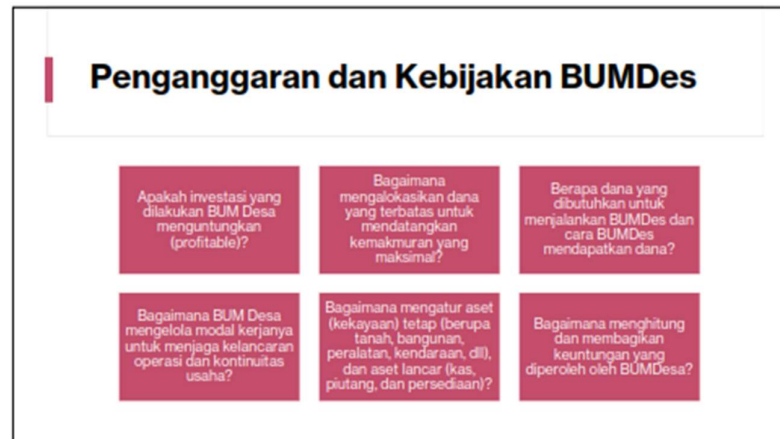 Penganggaran dan Kebijakan BUMDes
Apakah investasi yang
dilakukan BUM Desa
menguntungkan
(profitable)?
Bagaimana
mengalokasikan dana
yang terbatas untuk
mendatangkan
kemakmuran yang
maksimal?
Berapa dana yang
dibutuhkan untuk
menjalankan BUMDes dan
cara BUMDes
mendapatkan dana?
Bagaimana BUM Desa
mengelola modal kerjanya
untuk menjaga kelancaran
operasi dan kontinuitas
usaha?
Bagaimana mengatur aset
(kekayaan) tetap (berupa
tanah, bangunan,
peralatan, kendaraan, dll),
dan aset lancar (kas,
piutang, dan persediaan)?
Bagaimana menghitung
dan membagikan
keuntungan yang
diperoleh oleh BUMDesa?